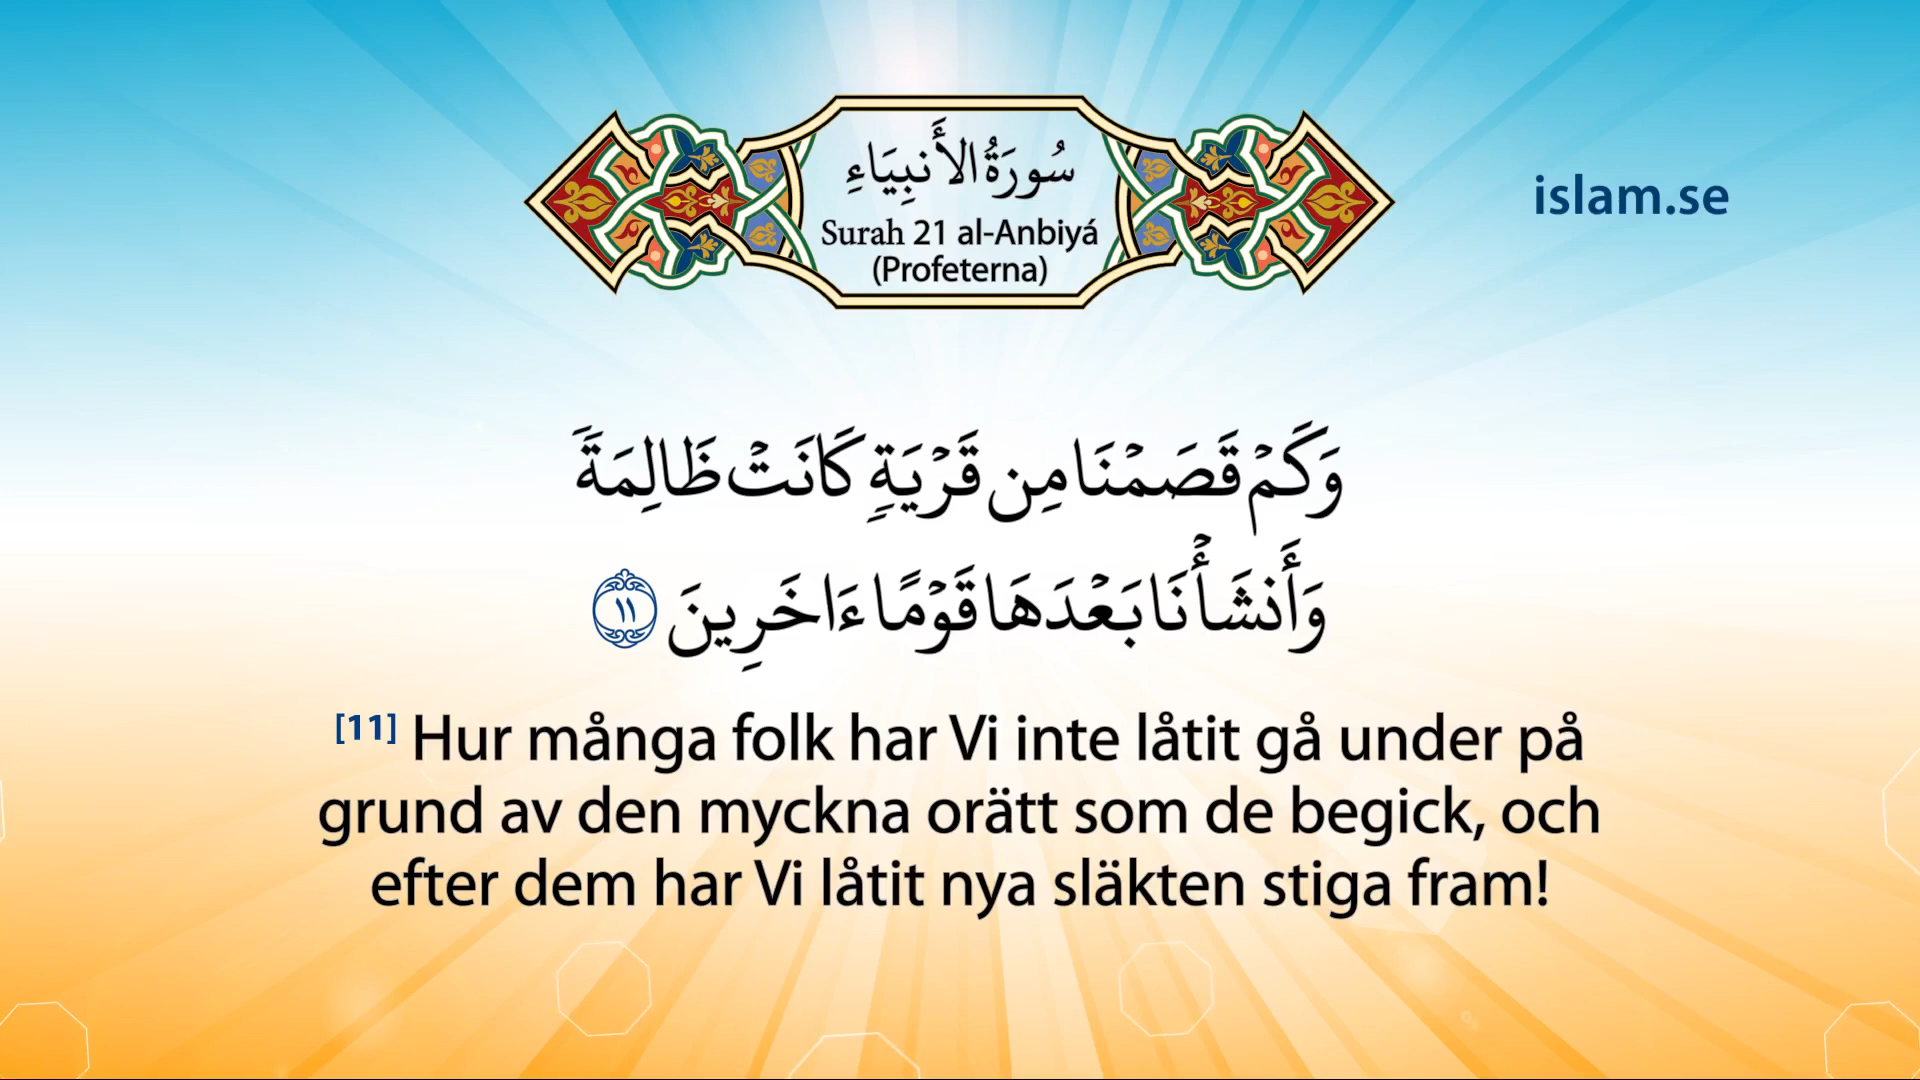 سُورَةُ الأَنبِيَاءِ
Surah 21 al-Anbiyá
(Profeterna)
islam.se
وَكَمْ قَصَمْنَا مِن قَرْيَةٍ كَانَتْ ظَالِمَةً
وَأَنشَأْنَا بَعْدَهَا قَوْمًا ءَاخَرِينَ ١١
[11] Hur många folk har Vi inte låtit gå under på
grund av den myckna orätt som de begick, och
efter dem har Vi låtit nya släkten stiga fram!